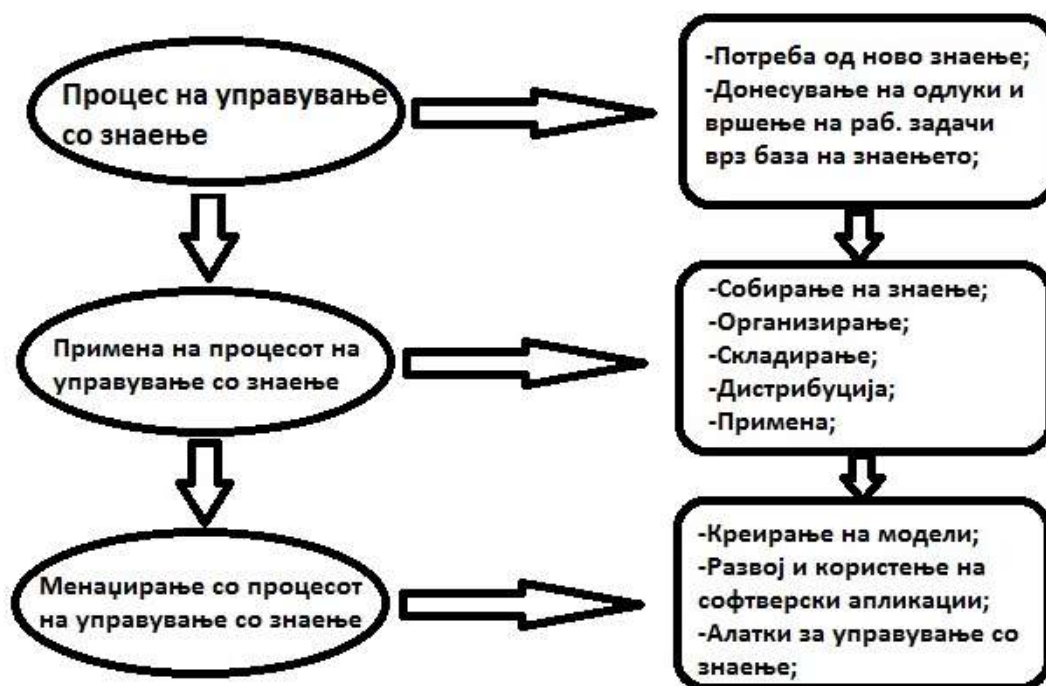 Процес на управување
со знаење
-Потреба од ново знаење;
-Донесување на одлуки и
вршење на раб. задачи
врз база на знаењето;
Примена на процесот на
управување со знаење
-Собирање на знаење;
-Организирање;
-Складирање;
-Дистрибуција;
-Примена;
Менаџирање со процесот
на управување со знаење
-Креирање на модели;
-Развој и користење на
софтверски апликации;
-Алатки за управување со
знаење;